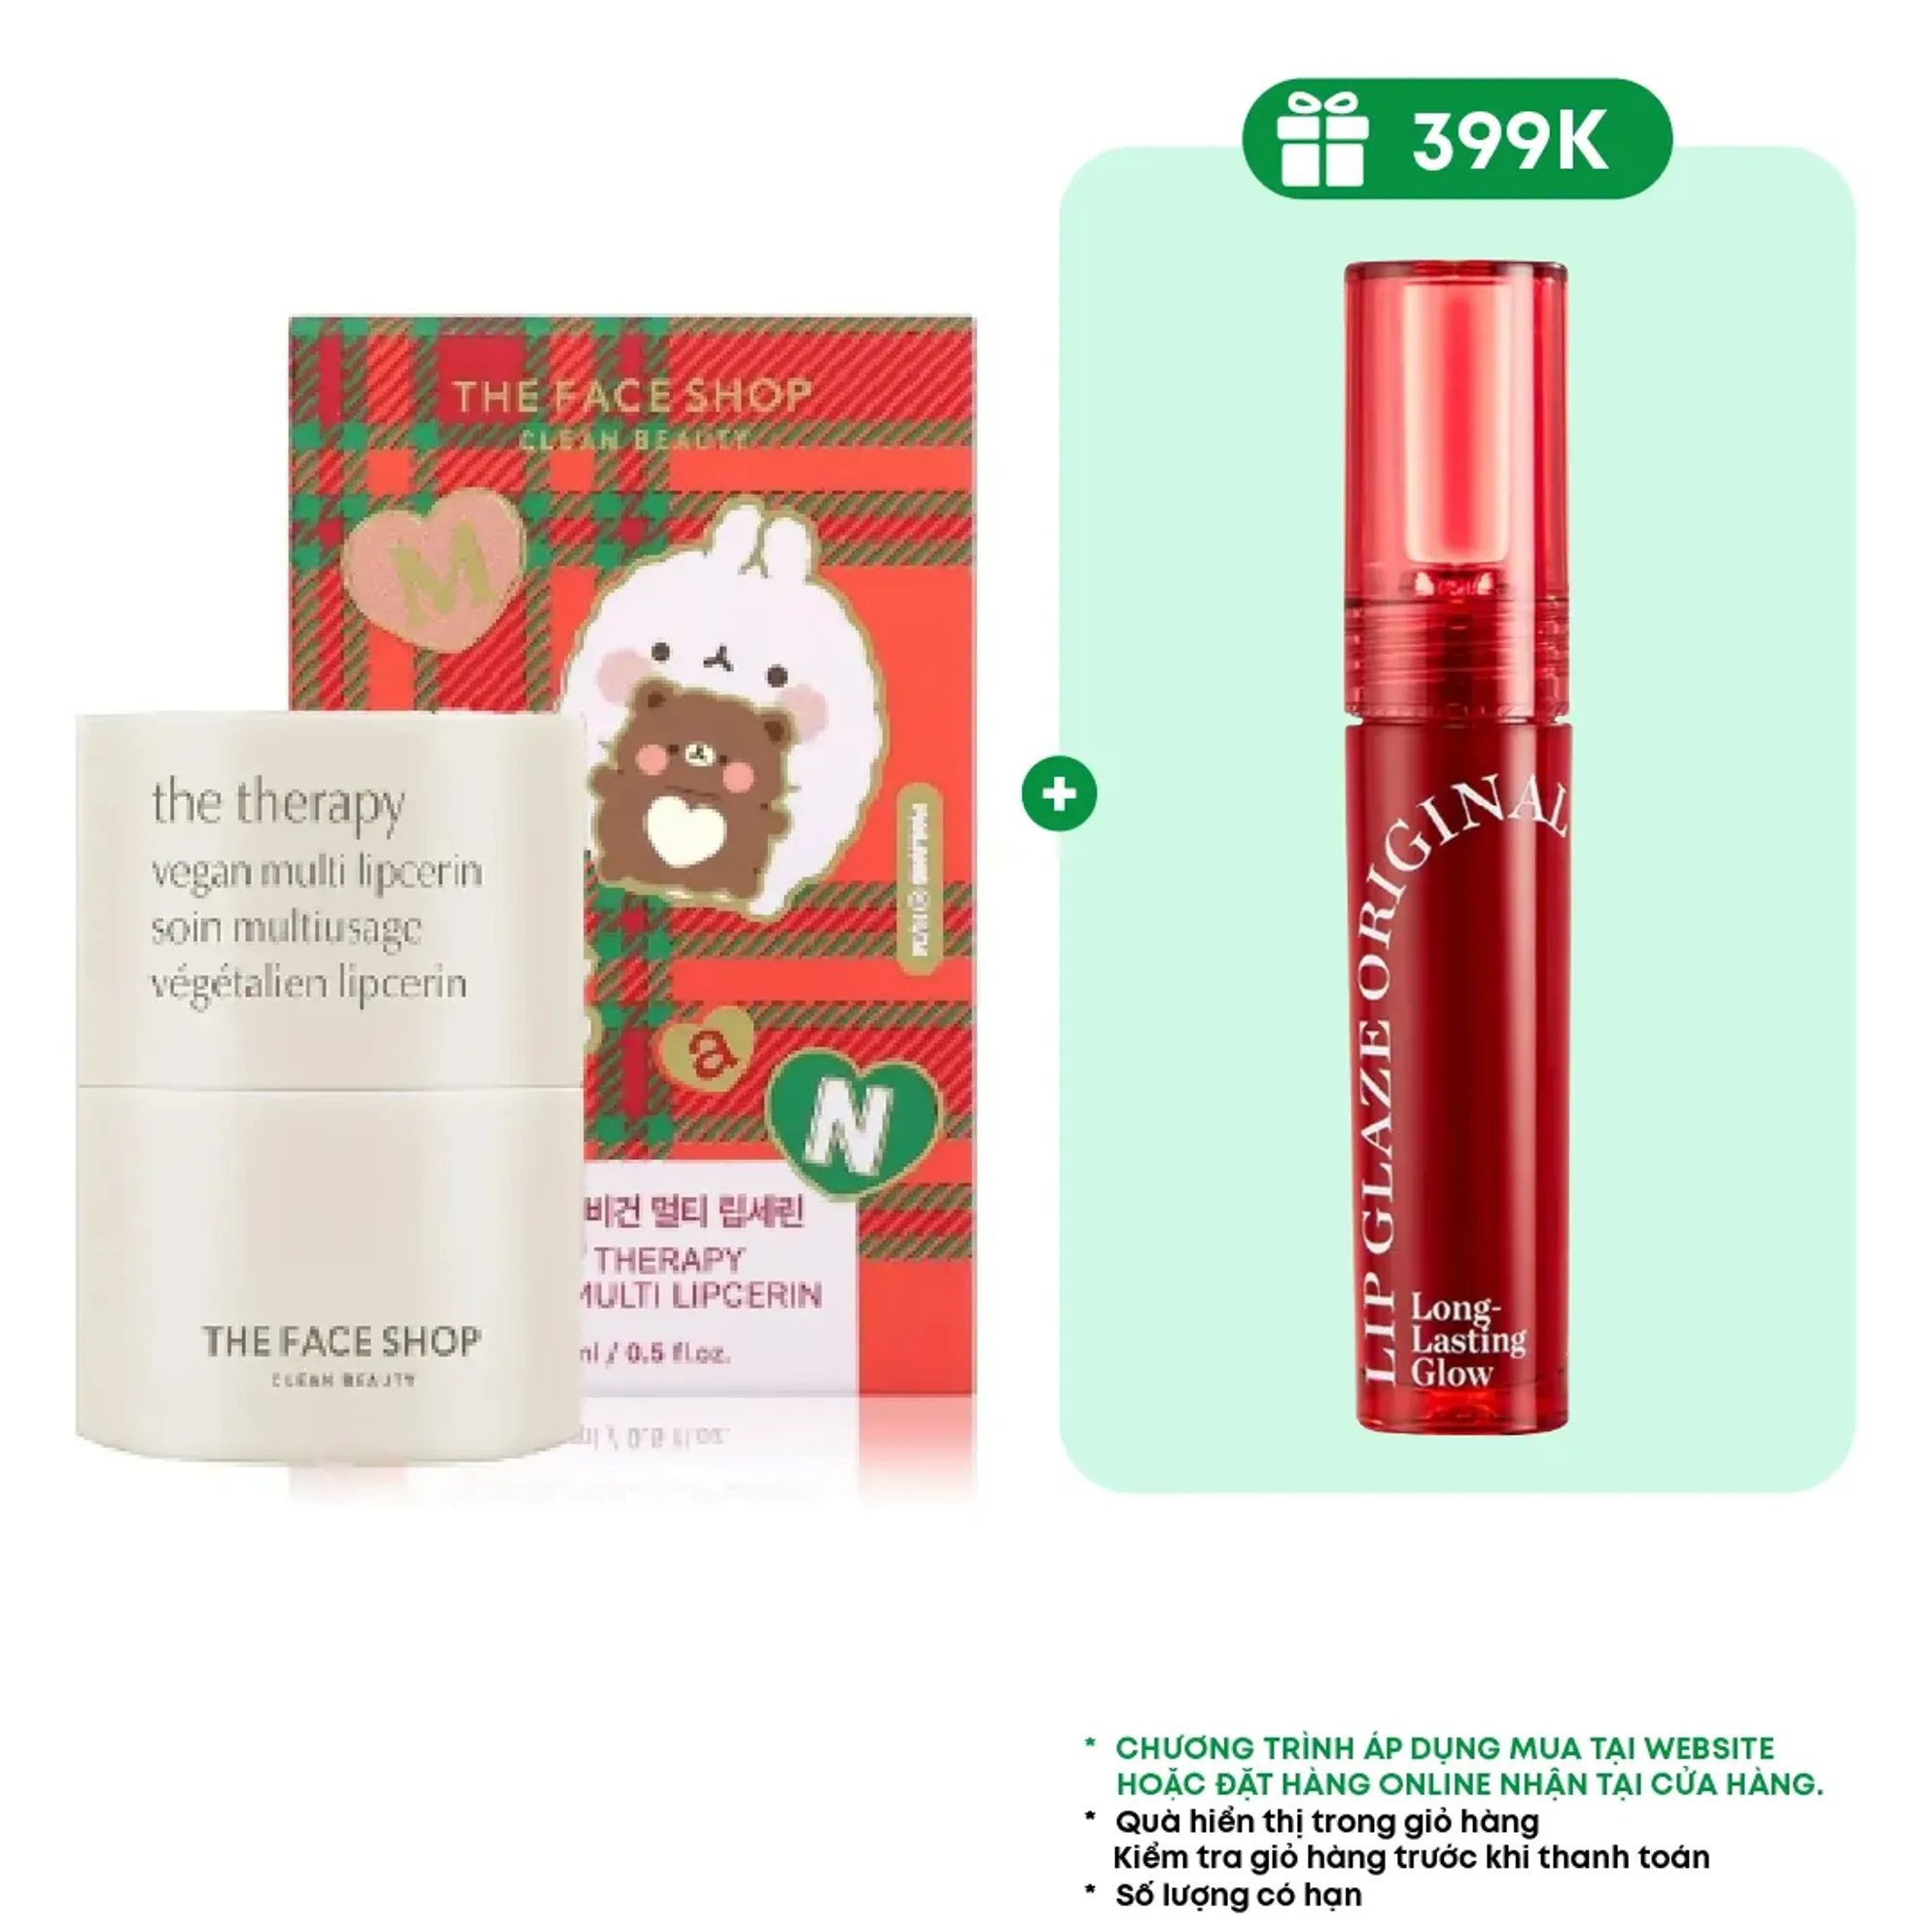 399K
THE FACE SHOP
CLEAN BEAUTY
M
a
N
비건 멀티 립세린
THERAPY
MULTI LIPCERIN
ml / 0.5 fl.oz.
the therapy
vegan multi lipcerin
soin multiusage
végétalien lipcerin
THE FACE SHOP
CLEAN BEAUTY
LIP GLAZE ORIGINAL
Long-
Lasting
Glow
* CHƯƠNG TRÌNH ÁP DỤNG MUA TẠI WEBSITE
HOẶC ĐẶT HÀNG ONLINE NHẬN TẠI CỬA HÀNG.
* Quà hiển thị trong giỏ hàng
Kiểm tra giỏ hàng trước khi thanh toán
* Số lượng có hạn